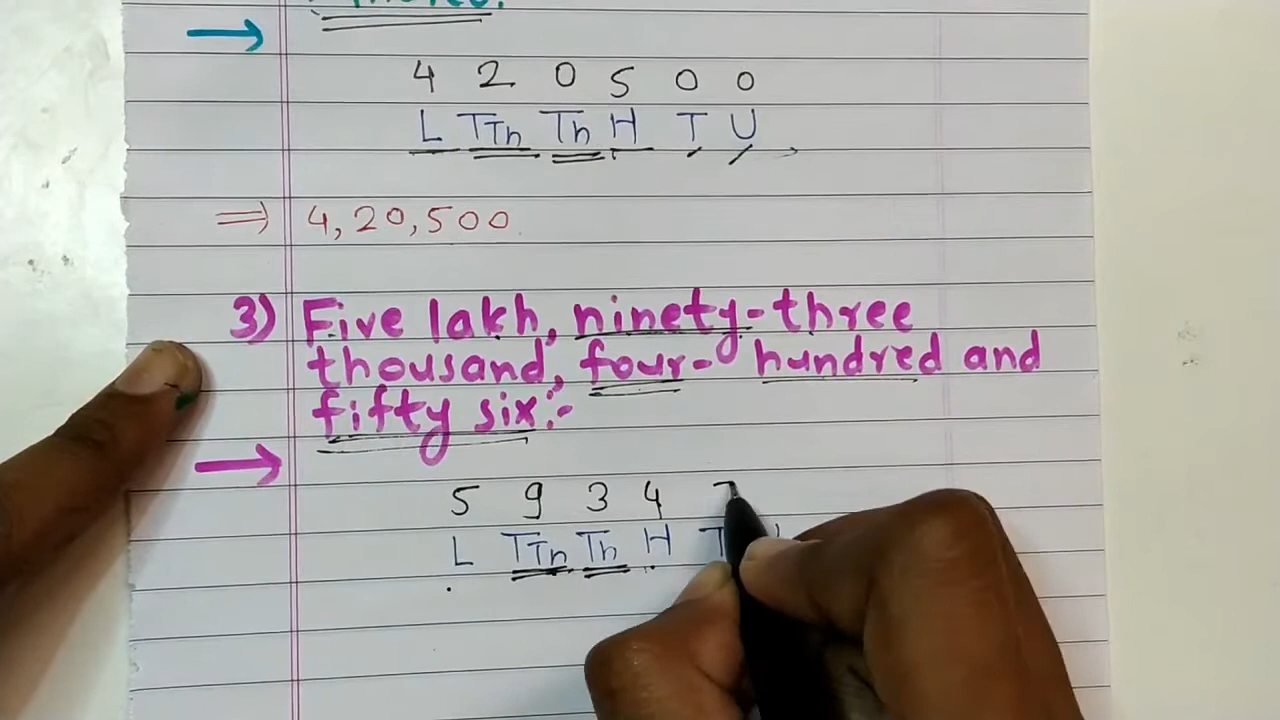 4 2 0 5 0 0
L TTh Th H T U
⇒ 4,20,500
3) Five lakh, ninety-three
thousand, four- hundred and
fifty six:-
5 9 3 4
L TTh Th H T